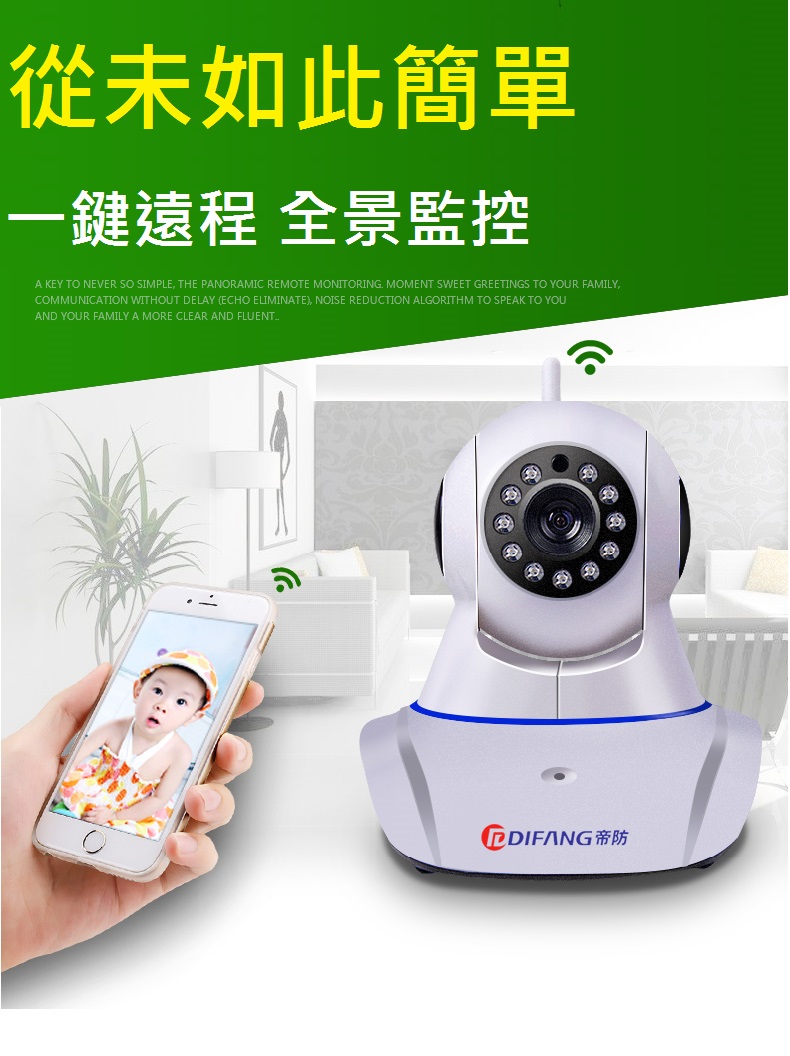 從未如此簡單
一鍵遠程 全景監控
A KEY TO NEVER SO SIMPLE, THE PANORAMIC REMOTE MONITORING. MOMENT SWEET GREETINGS TO YOUR FAMILY,
COMMUNICATION WITHOUT DELAY (ECHO ELIMINATE), NOISE REDUCTION ALGORITHM TO SPEAK TO YOU
AND YOUR FAMILY A MORE CLEAR AND FLUENT..
DIFANG帝防